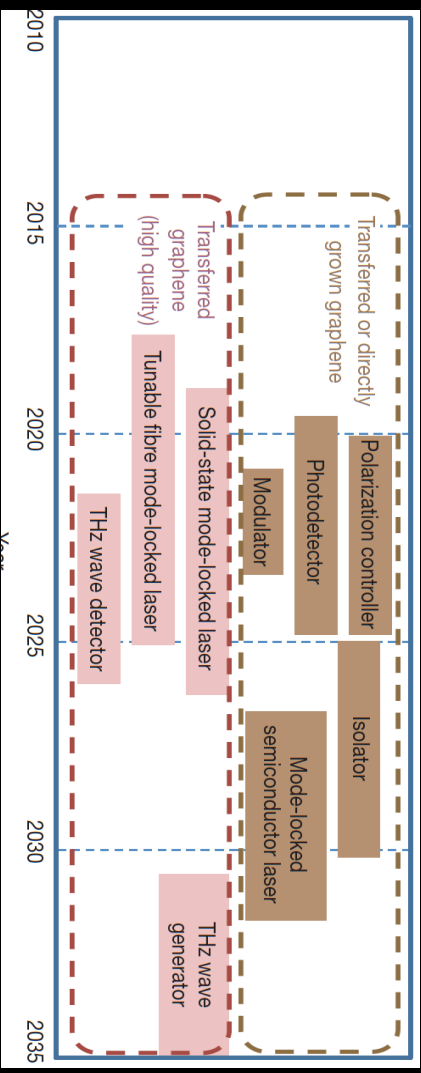 Transferred or directly
grown graphene
Polarization controller
Isolator
Photodetector
Modulator
Mode-locked
semiconductor laser
Transferred
graphene
(high quality)
Solid-state mode-locked laser
Tunable fibre mode-locked laser
THz wave detector
THz wave
generator
2010
2015
2020
2025
2030
2035